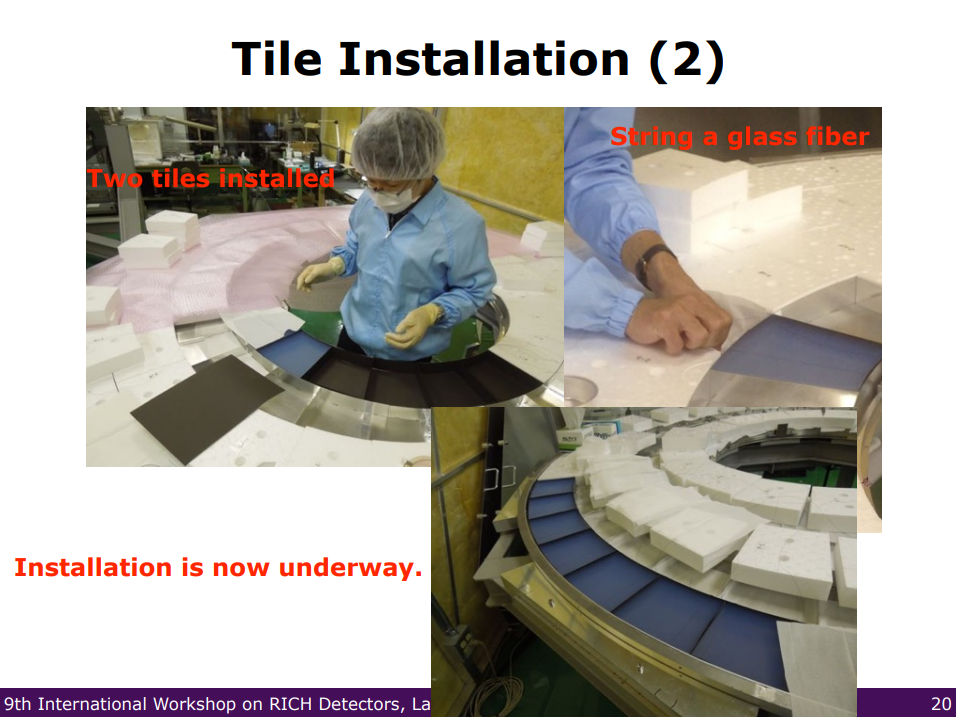 Tile Installation (2)
String a glass fiber
Two tiles installed
Installation is now underway.
9th International Workshop on RICH Detectors, La
20